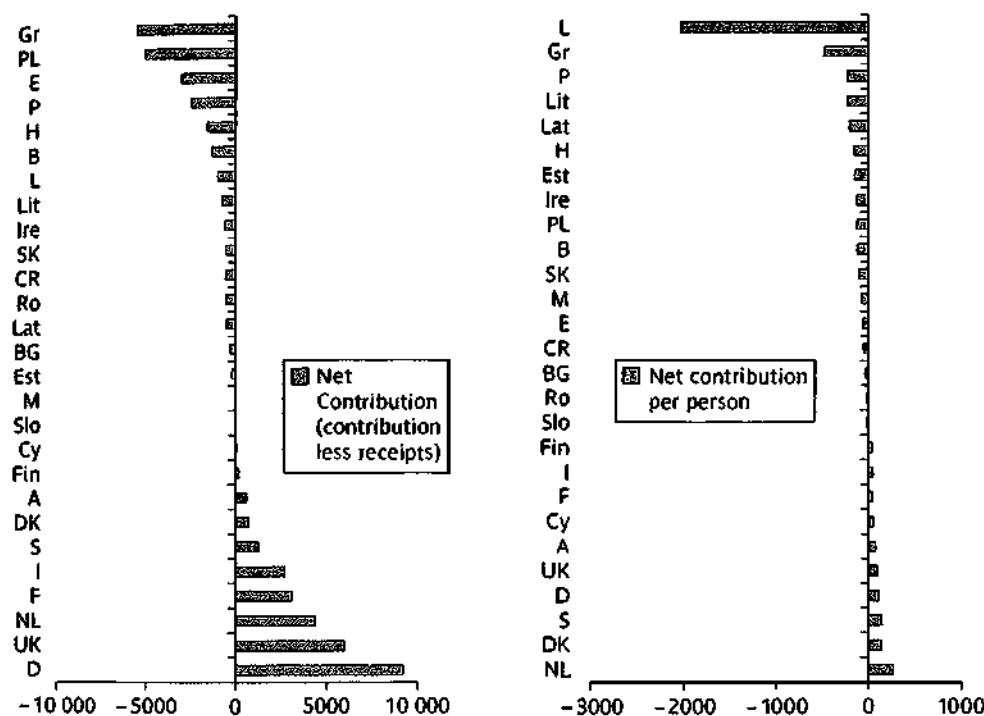 Gr
PL
E
P
H
B
L
Lit
Ire
SK
CR
Ro
Lat
BG
Est
M
Slo
Cy
Fin
A
DK
S
I
F
NL
UK
D
Net
Contribution
(contribution
less receipts)
−10 000 −5000 0 5000 10 000
L
Gr
P
Lit
Lat
H
Est
Ire
PL
B
SK
M
E
CR
BG
Ro
Slo
Fin
I
F
Cy
A
UK
D
S
DK
NL
Net contribution
per person
−3000 −2000 −1000 0 1000